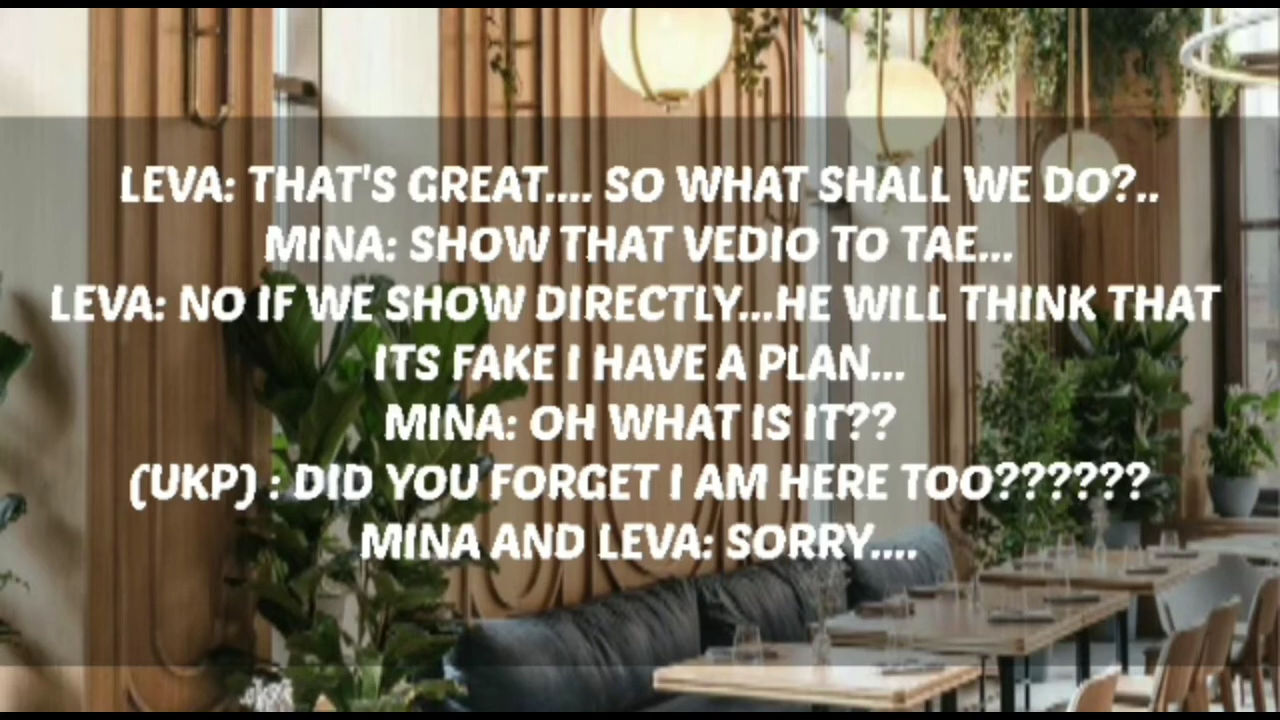 LEVA: THAT'S GREAT.... SO WHAT SHALL WE DO?..
MINA: SHOW THAT VEDIO TO TAE...
LEVA: NO IF WE SHOW DIRECTLY...HE WILL THINK THAT
ITS FAKE I HAVE A PLAN...
MINA: OH WHAT IS IT??
(UKP) : DID YOU FORGET I AM HERE TOO??????
MINA AND LEVA: SORRY....